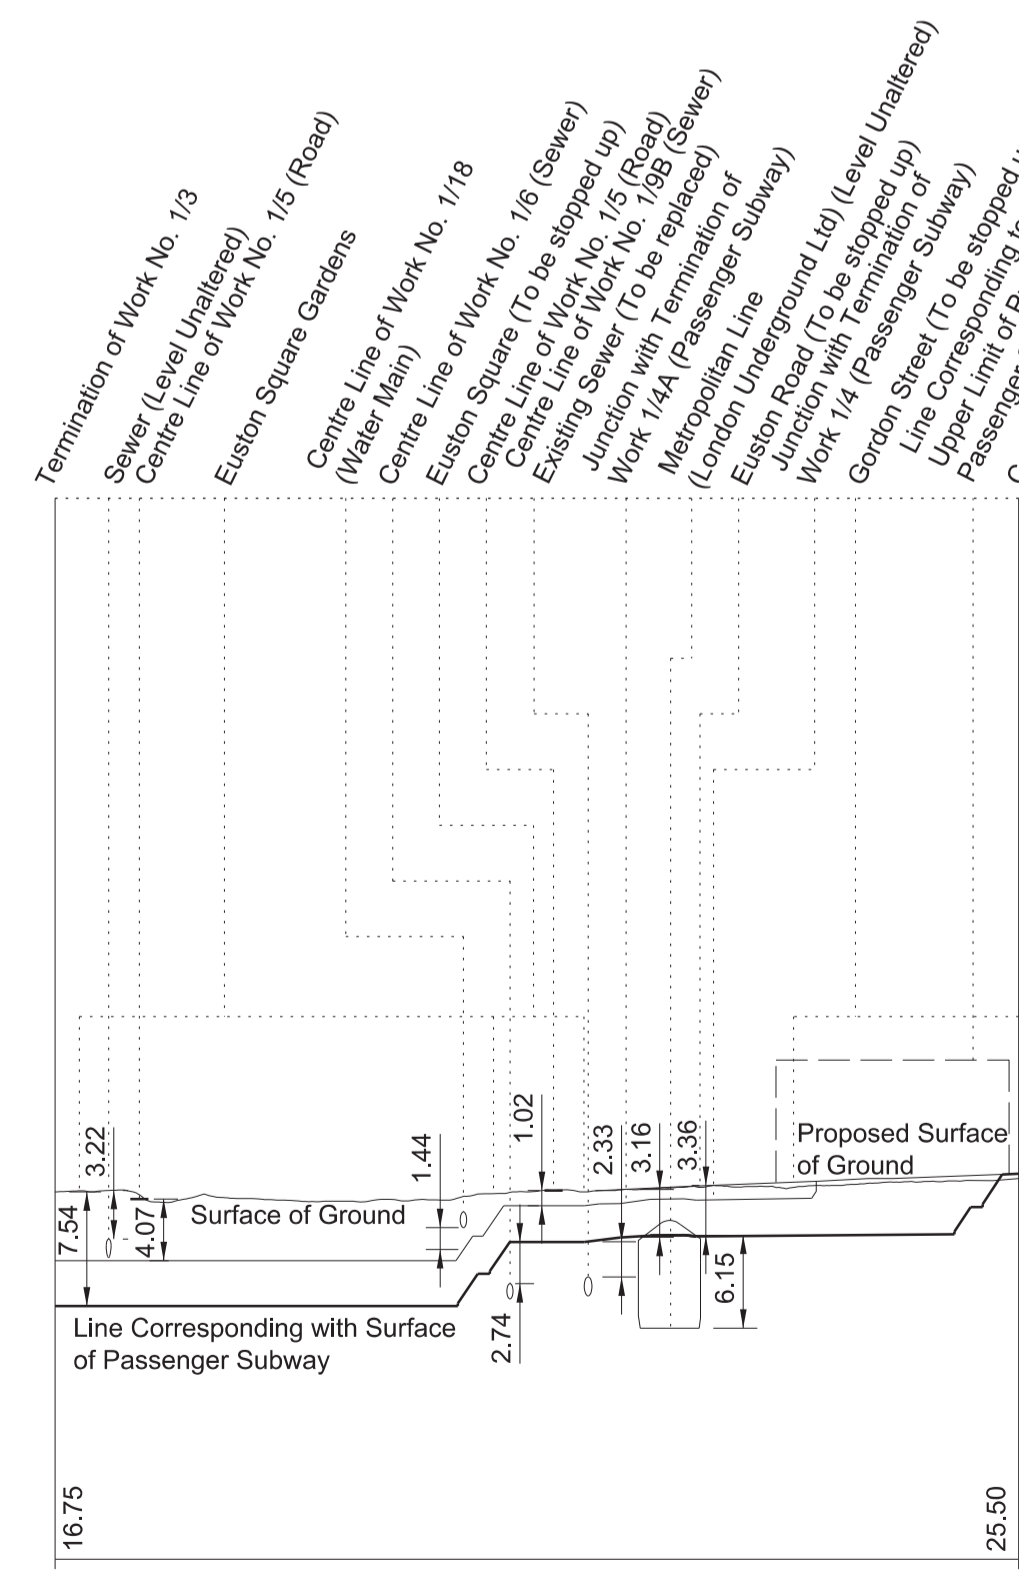 Termination of Work No. 1/3
Sewer (Level Unaltered)
Centre Line of Work No. 1/5 (Road)
Euston Square Gardens
Centre Line of Work No. 1/18
(Water Main)
Centre Line of Work No. 1/6 (Sewer)
Euston Square (To be stopped up)
Centre Line of Work No. 1/5 (Road)
Centre Line of Work No. 1/9B (Sewer)
Existing Sewer (To be replaced)
Junction with Termination of
Work 1/4A (Passenger Subway)
Metropolitan Line
(London Underground Ltd) (Level Unaltered)
Euston Road (To be stopped up)
Junction with Termination of
Work 1/4 (Passenger Subway)
Gordon Street (To be stopped
Line Corresponding
Upper Limit of
Passenger
1.02
3.22
1.44
2.33
3.16
3.36
Proposed Surface
of Ground
7.54
4.07
Surface of Ground
6.15
2.74
Line Corresponding with Surface
of Passenger Subway
16.75
25.50